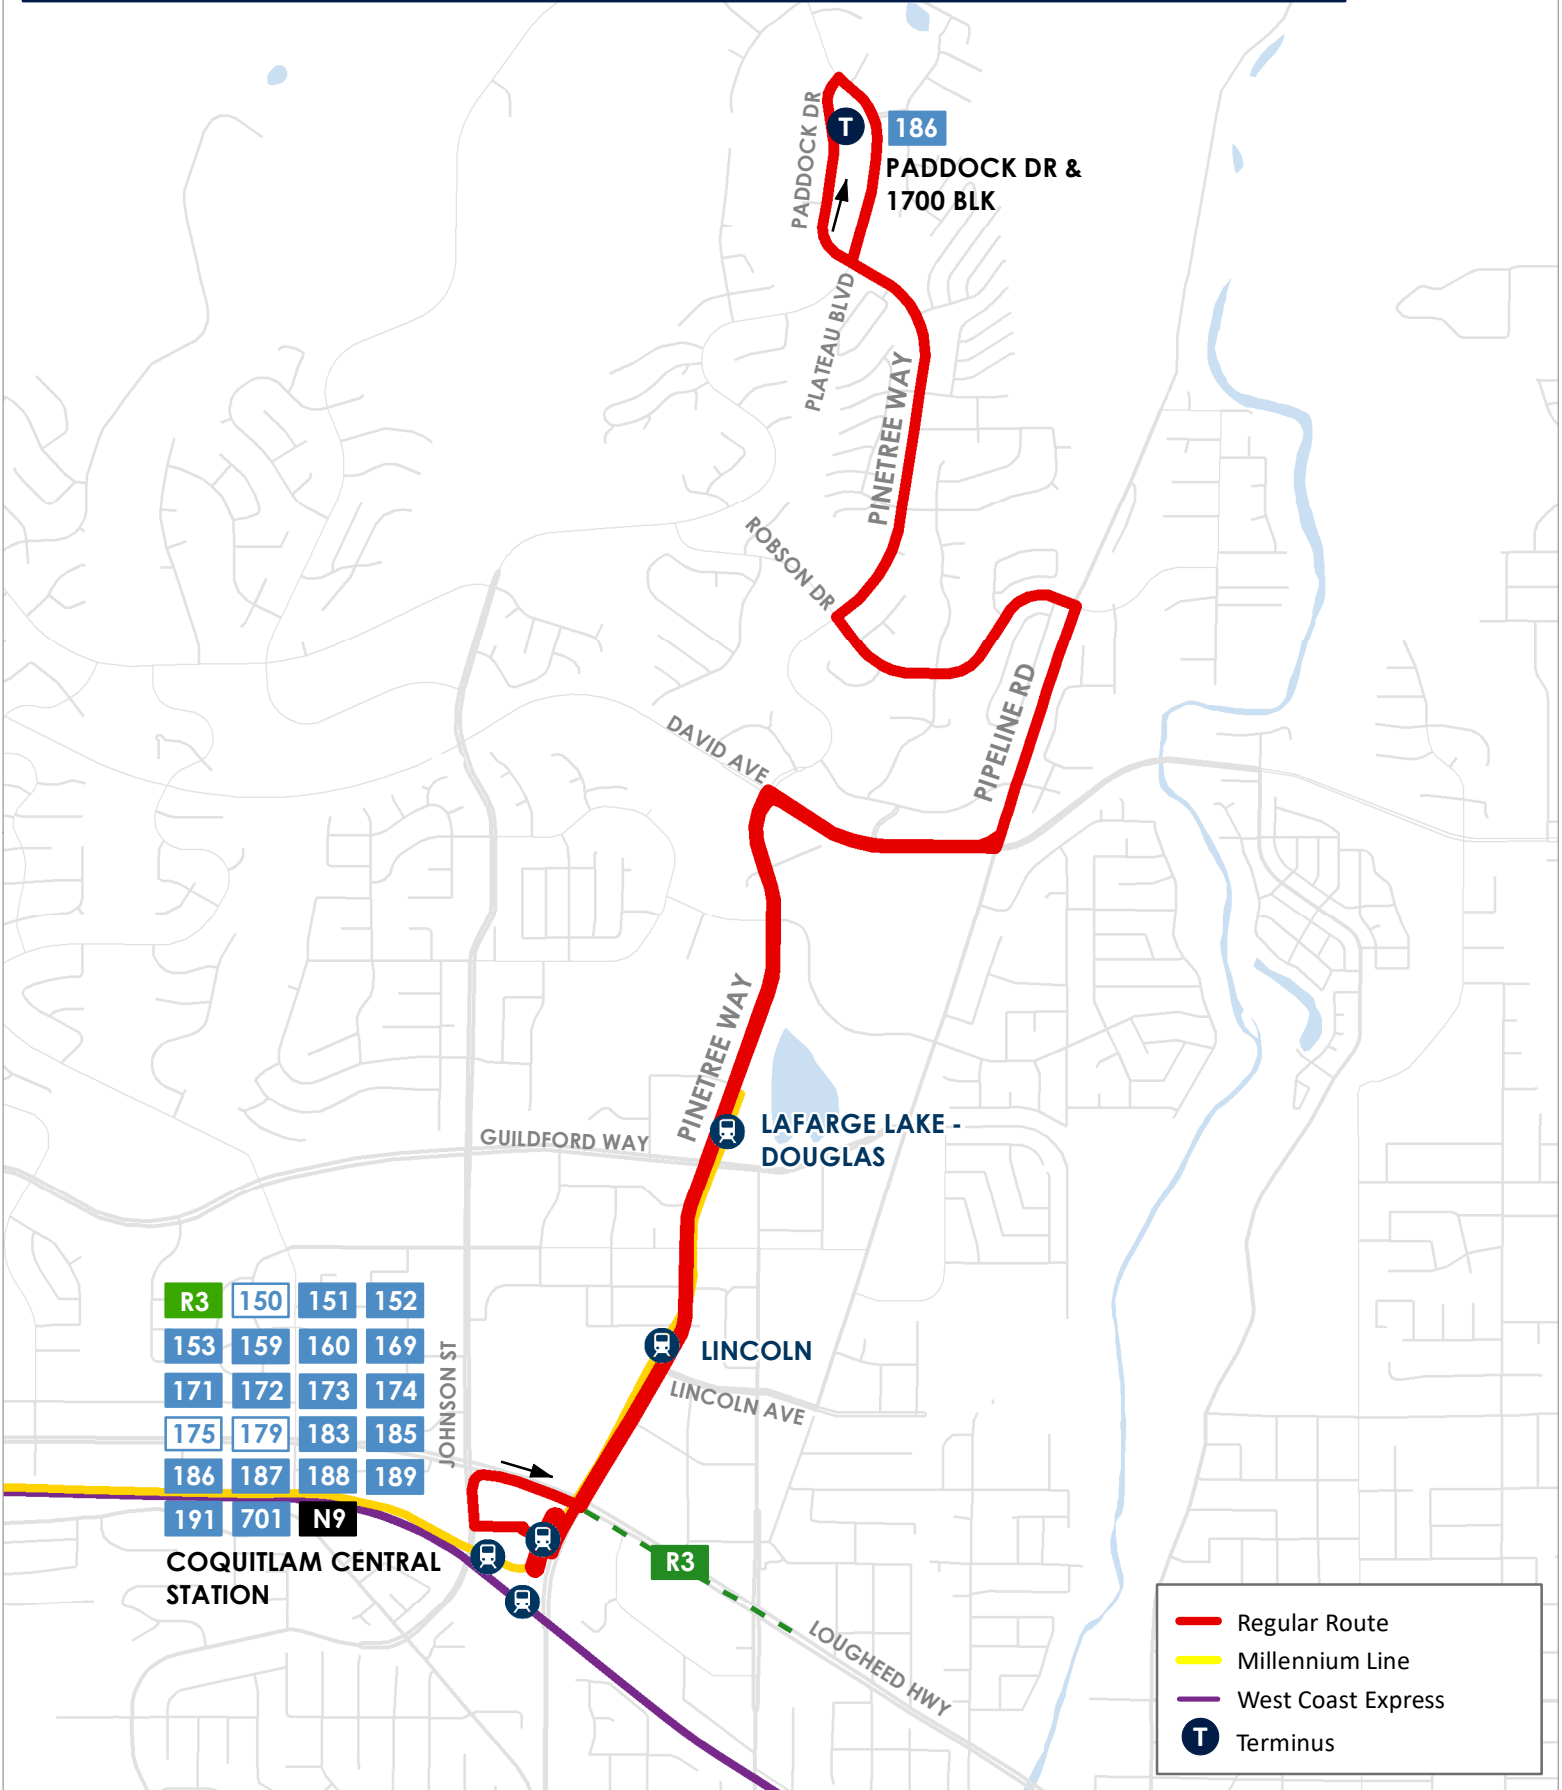 PADDOCK DR
T
186
PADDOCK DR &
1700 BLK
PLATEAU BLVD
PINETREE WAY
ROBSON DR
PIPELINE RD
DAVID AVE
PINETREE WAY
GUILDFORD WAY
LAFARGE LAKE -
DOUGLAS
R3 150 151 152
153 159 160 169
171 172 173 174
175 179 183 185
186 187 188 189
191 701 N9
COQUITLAM CENTRAL
STATION
JOHNSON ST
LINCOLN
LINCOLN AVE
R3
LOUGHEED HWY
Regular Route
Millennium Line
West Coast Express
T Terminus